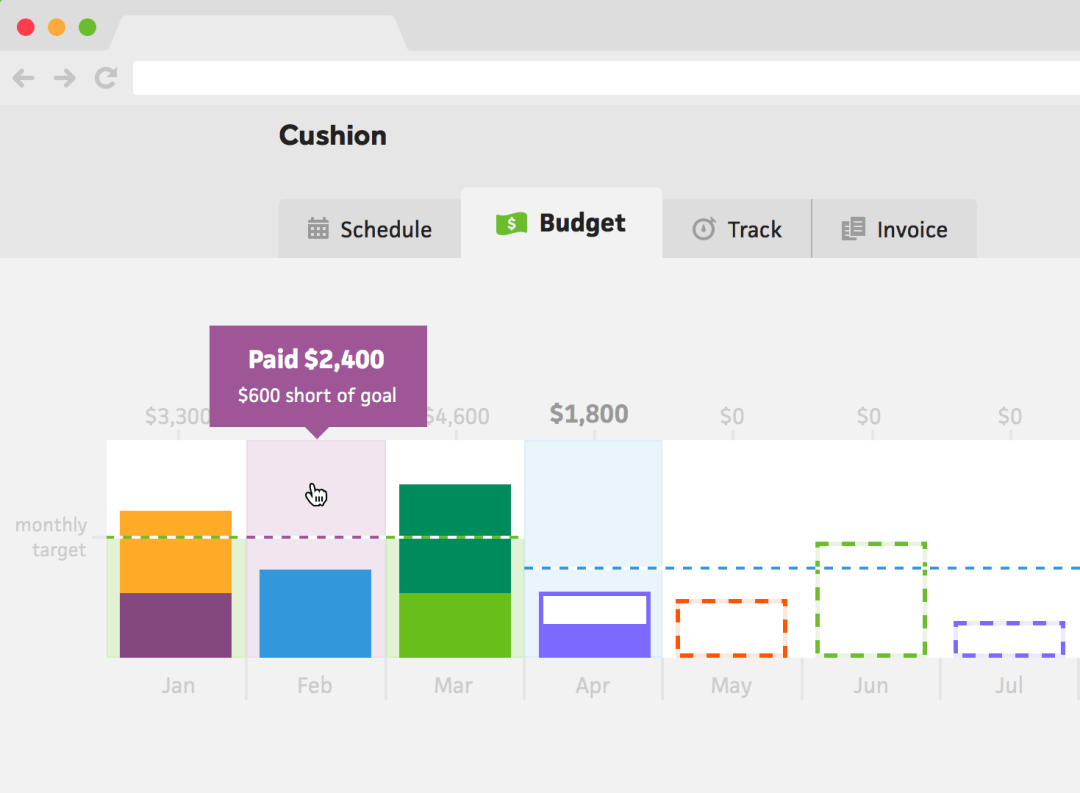 Cushion
Schedule
Budget
Track
Invoice
Paid $2,400
$600 short of goal
$3,300
$4,600
$1,800
$0
$0
$0
monthly
target
Jan
Feb
Mar
Apr
May
Jun
Jul